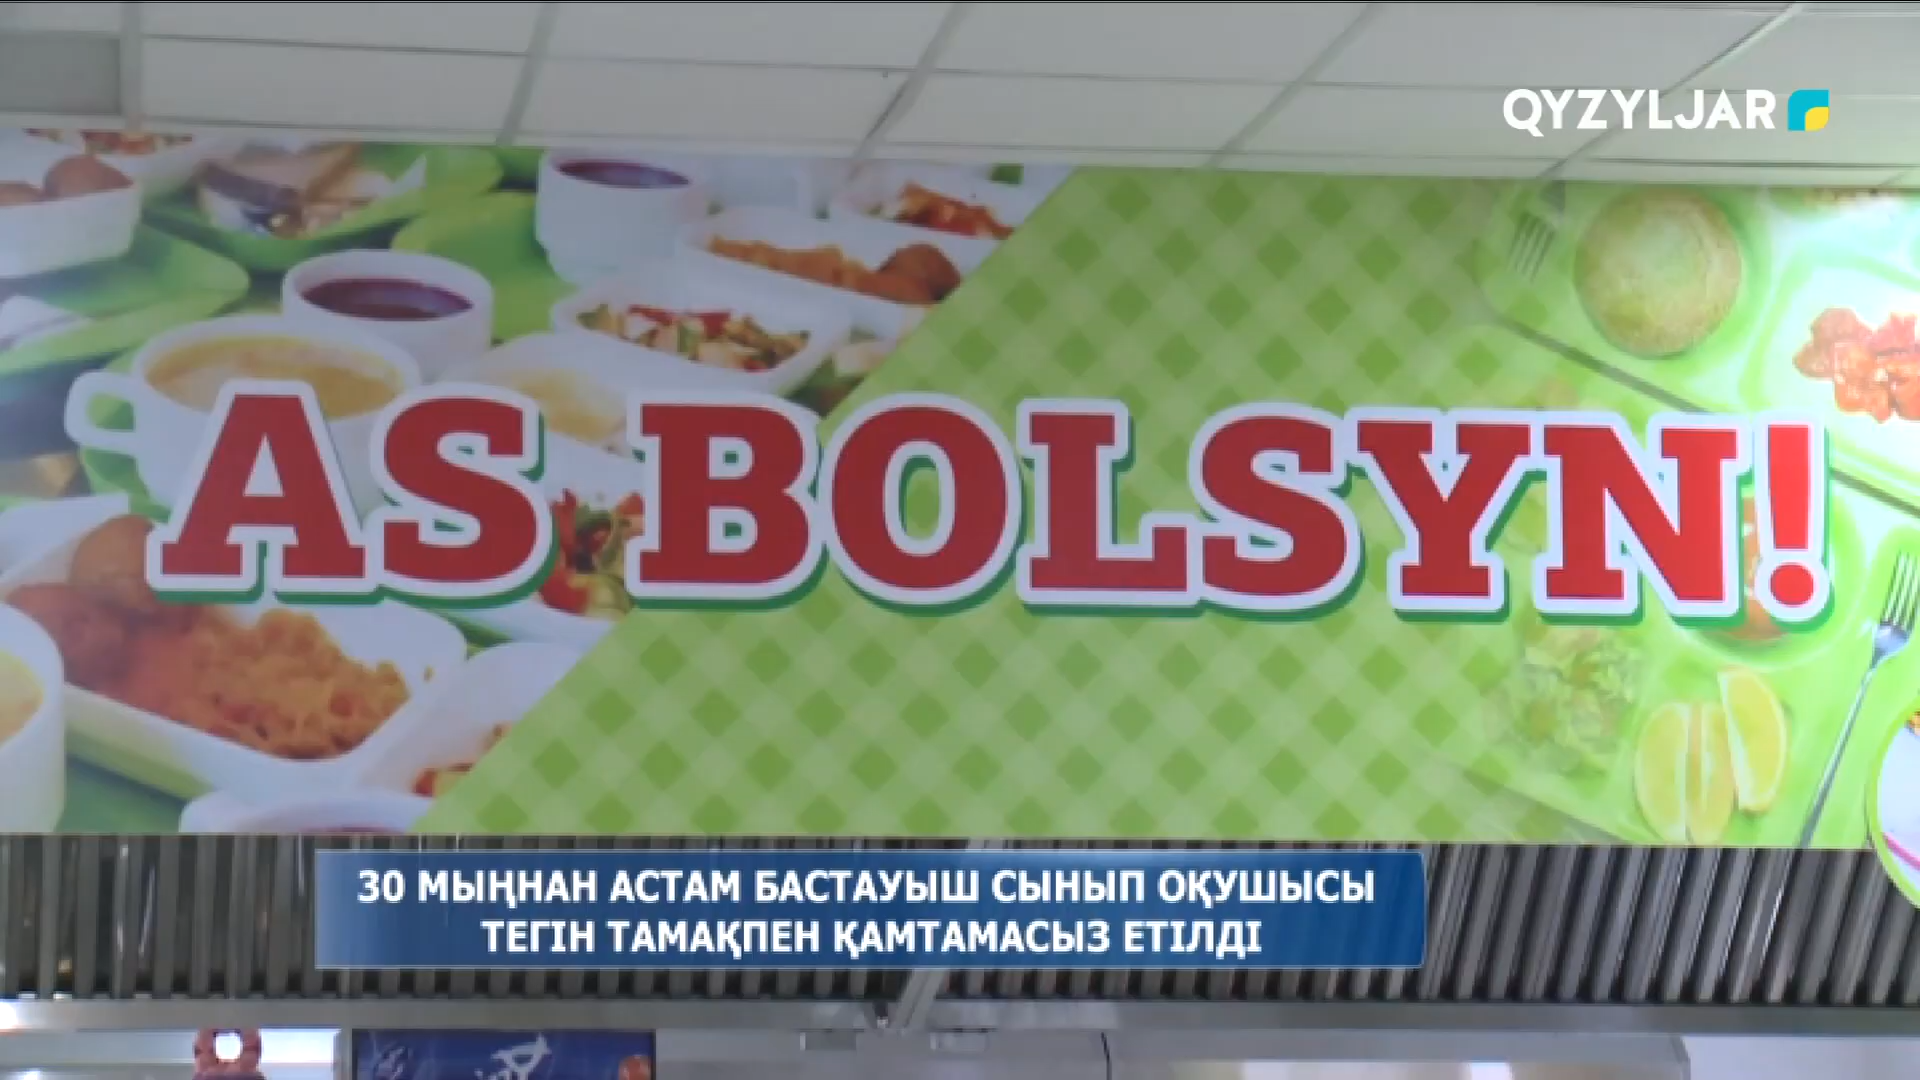 QYZYLJAR
AS BOLSYN!
30 МЫҢНАН АСТАМ БАСТАУЫШ СЫНЫП ОҚУШЫСЫ
ТЕГІН ТАМАҚПЕН ҚАМТАМАСЫЗ ЕТІЛДІ